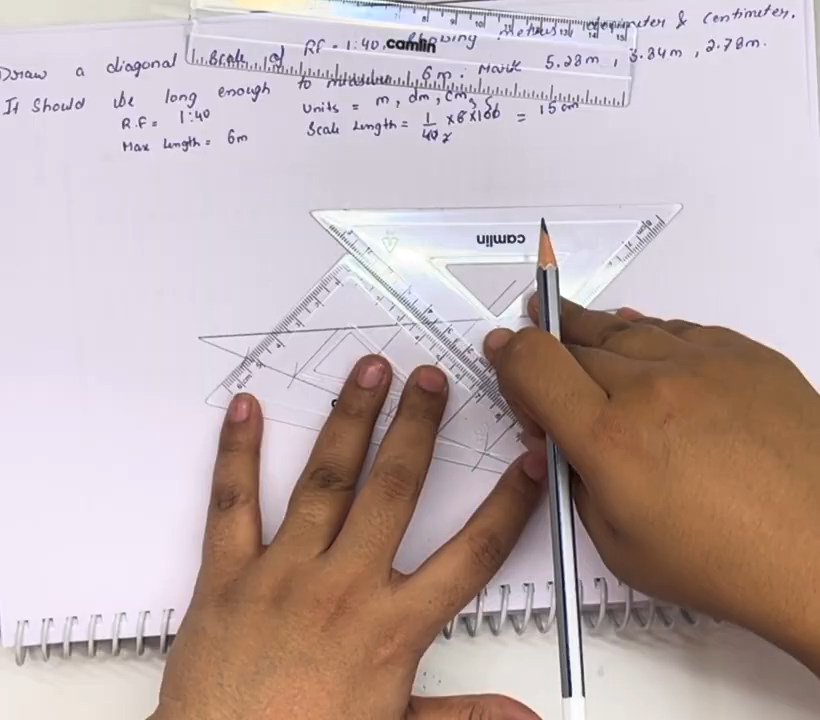 Draw a diagonal Scale of RF = 1:40, showing metres, decimeter & centimeter.
It should be long enough to measure 6m. Mark 5.28m, 3.84m, 2.78m.
R.F = 1:40
Max Length = 6m
Units = m, dm, cm,
Scale Length = 1/40 × 6 × 100 = 15 cm
camlin
camlin